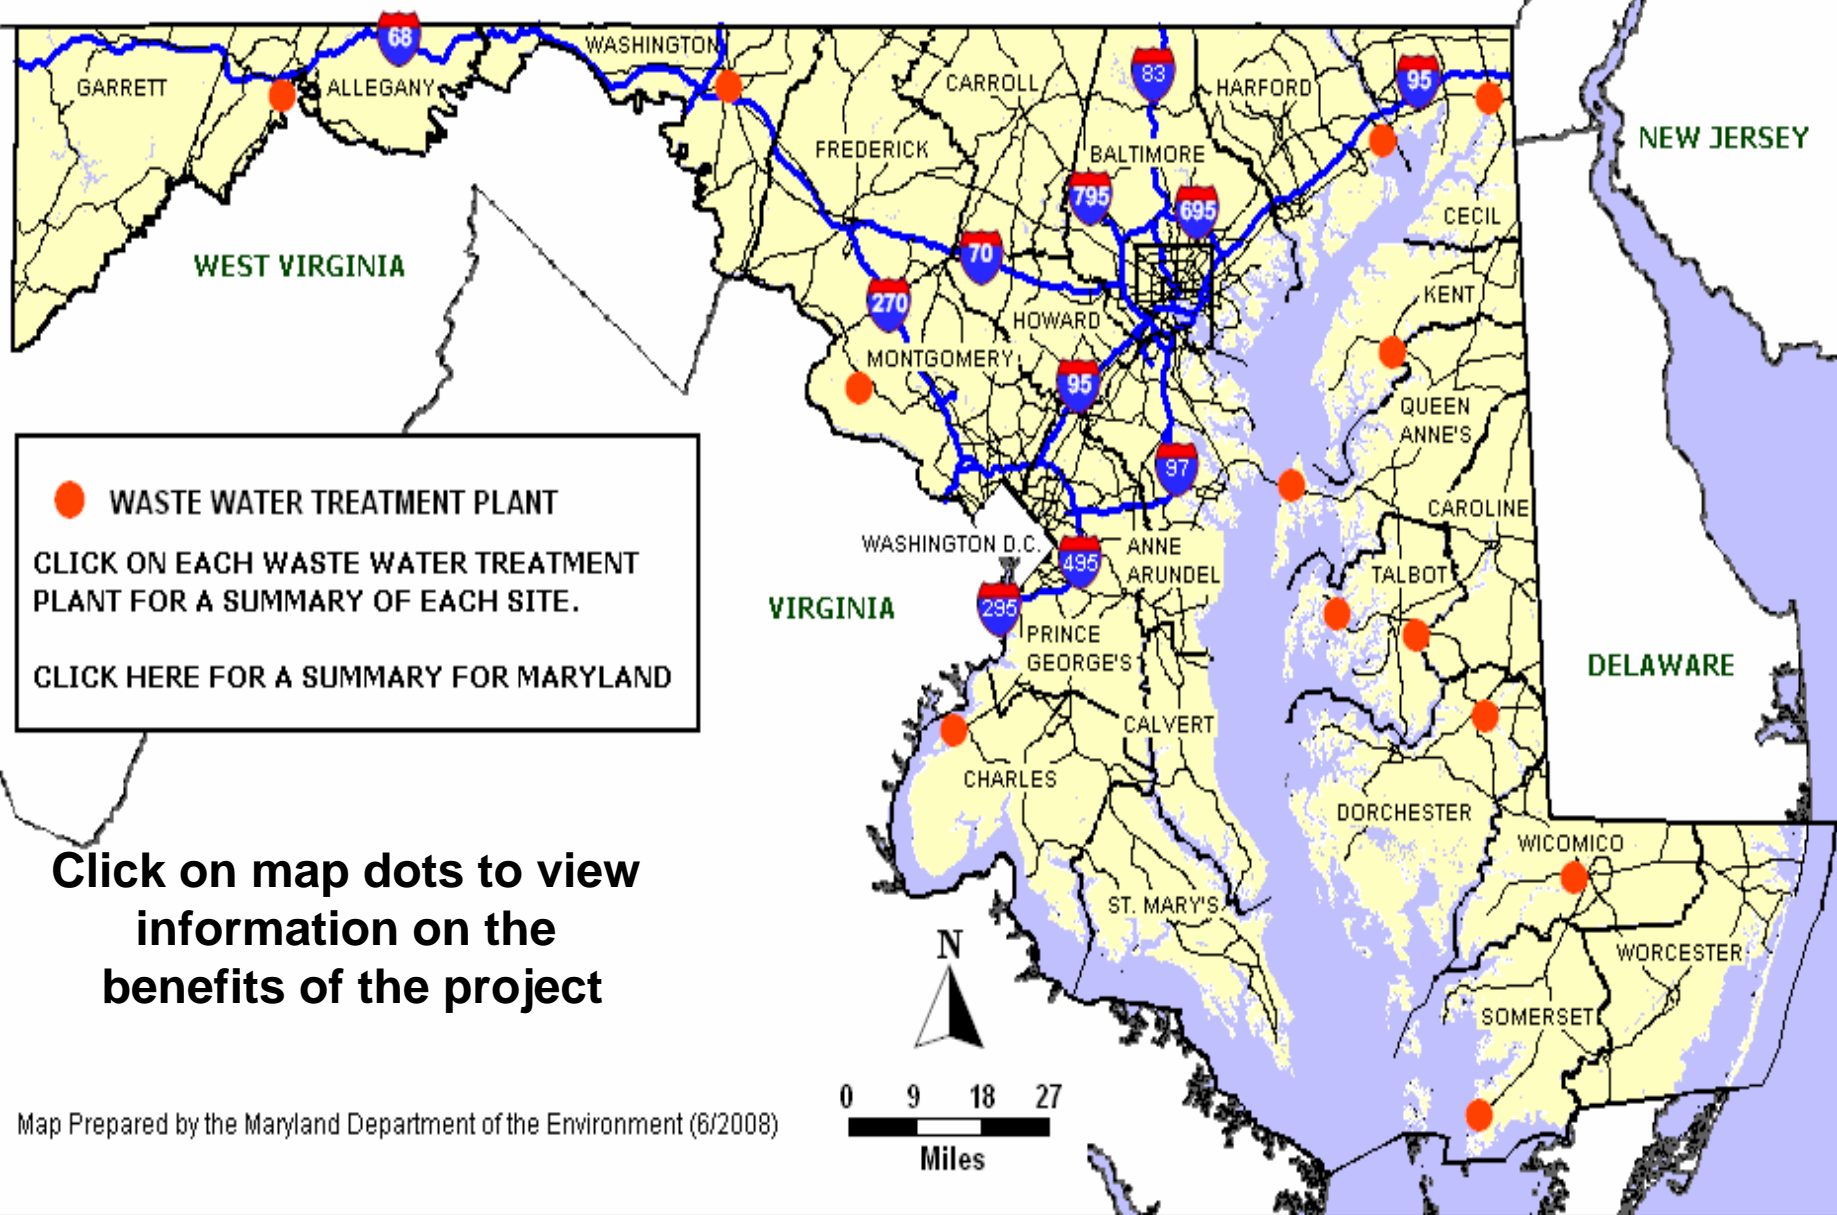 68
WASHINGTON
83
95
GARRETT
ALLEGANY
CARROLL
HARFORD
NEW JERSEY
FREDERICK
BALTIMORE
795
695
CECIL
WEST VIRGINIA
70
270
KENT
HOWARD
MONTGOMERY
95
QUEEN
ANNE'S
97
WASTE WATER TREATMENT PLANT
CLICK ON EACH WASTE WATER TREATMENT
PLANT FOR A SUMMARY OF EACH SITE.
CLICK HERE FOR A SUMMARY FOR MARYLAND
CAROLINE
WASHINGTON D.C.
495
ANNE
ARUNDEL
TALBOT
VIRGINIA
295
PRINCE
GEORGE'S
DELAWARE
CALVERT
CHARLES
DORCHESTER
WICOMICO
Click on map dots to view
information on the
benefits of the project
ST. MARY'S
N
WORCESTER
SOMERSET
0 9 18 27
Miles
Map Prepared by the Maryland Department of the Environment (6/2008)